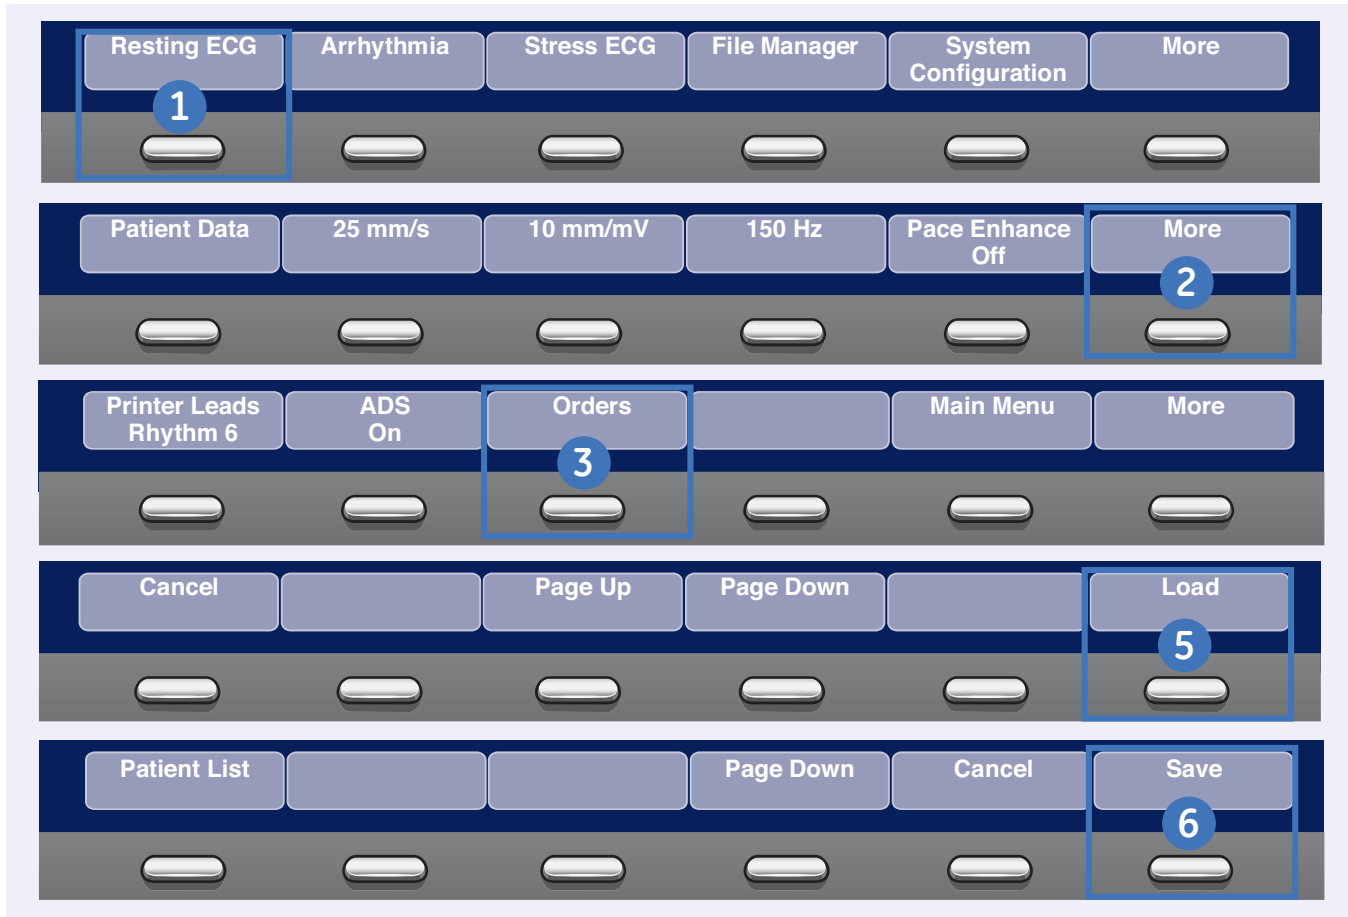 Resting ECG
Arrhythmia
Stress ECG
File Manager
System
Configuration
More
1
Patient Data
25 mm/s
10 mm/mV
150 Hz
Pace Enhance
Off
More
2
Printer Leads
Rhythm 6
ADS
On
Orders
Main Menu
More
3
Cancel
Page Up
Page Down
Load
5
Patient List
Page Down
Cancel
Save
6